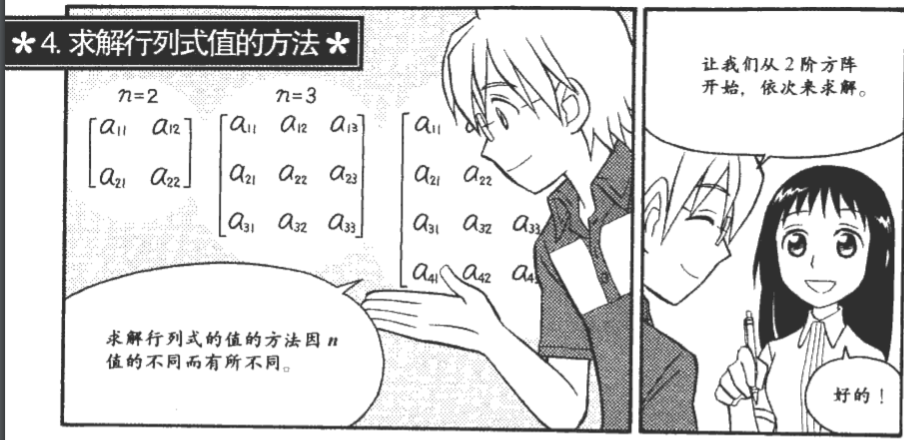 *4. 求解行列式值的方法*
n=2
a11 a12
a21 a22
n=3
a11 a12 a13
a21 a22 a23
a31 a32 a33
a11
a21 a22
a31 a32 a33
a41 a42
求解行列式的值的方法因 n
值的不同而有所不同。
让我们从 2 阶方阵
开始，依次来求解。
好的！